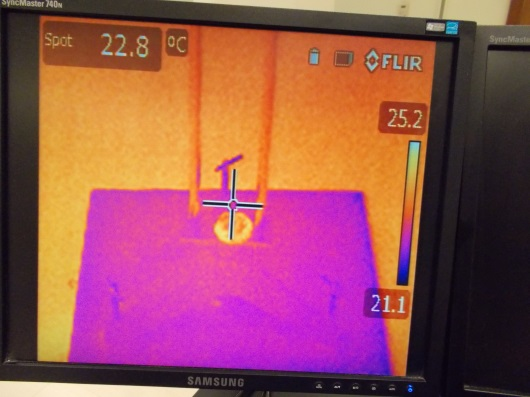 SyncMaster 740N
SyncMaster
Spot 22.8 °C
FLIR
25.2
21.1
SAMSUNG